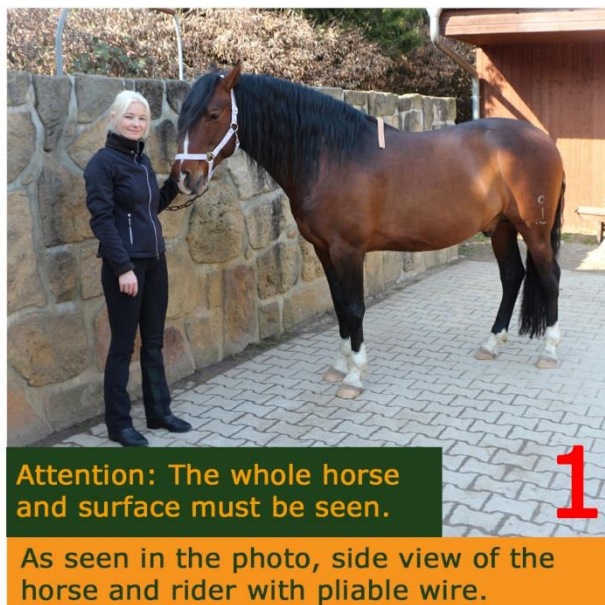 Attention: The whole horse
and surface must be seen.
1
As seen in the photo, side view of the
horse and rider with pliable wire.